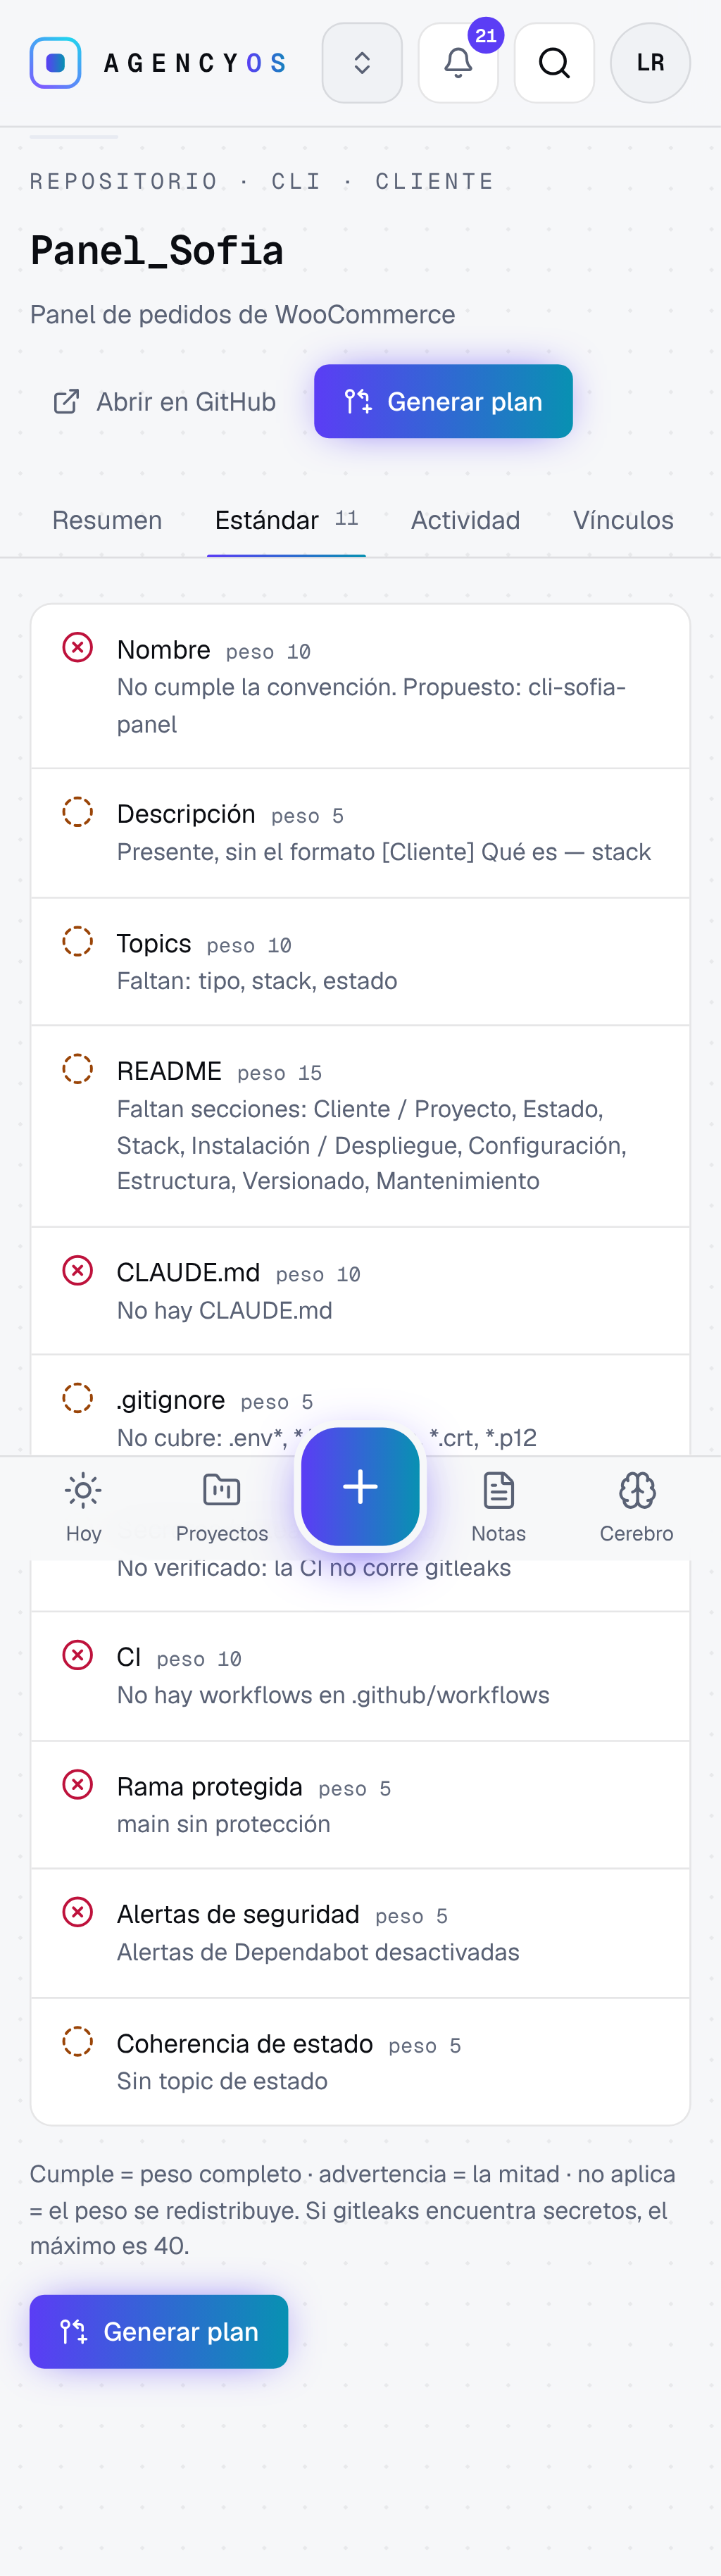 AGENCYOS
21
LR
REPOSITORIO · CLI · CLIENTE
Panel_Sofia
Panel de pedidos de WooCommerce
Abrir en GitHub
Generar plan
Resumen
Estándar 11
Actividad
Vínculos
Nombre peso 10
No cumple la convención. Propuesto: cli-sofia-
panel
Descripción peso 5
Presente, sin el formato [Cliente] Qué es — stack
Topics peso 10
Faltan: tipo, stack, estado
README peso 15
Faltan secciones: Cliente / Proyecto, Estado,
Stack, Instalación / Despliegue, Configuración,
Estructura, Versionado, Mantenimiento
CLAUDE.md peso 10
No hay CLAUDE.md
.gitignore peso 5
No cubre: .env*, *.crt, *.p12
Hoy
Proyectos
Notas
Cerebro
No verificado: la CI no corre gitleaks
CI peso 10
No hay workflows en .github/workflows
Rama protegida peso 5
main sin protección
Alertas de seguridad peso 5
Alertas de Dependabot desactivadas
Coherencia de estado peso 5
Sin topic de estado
Cumple = peso completo · advertencia = la mitad · no aplica
= el peso se redistribuye. Si gitleaks encuentra secretos, el
máximo es 40.
Generar plan